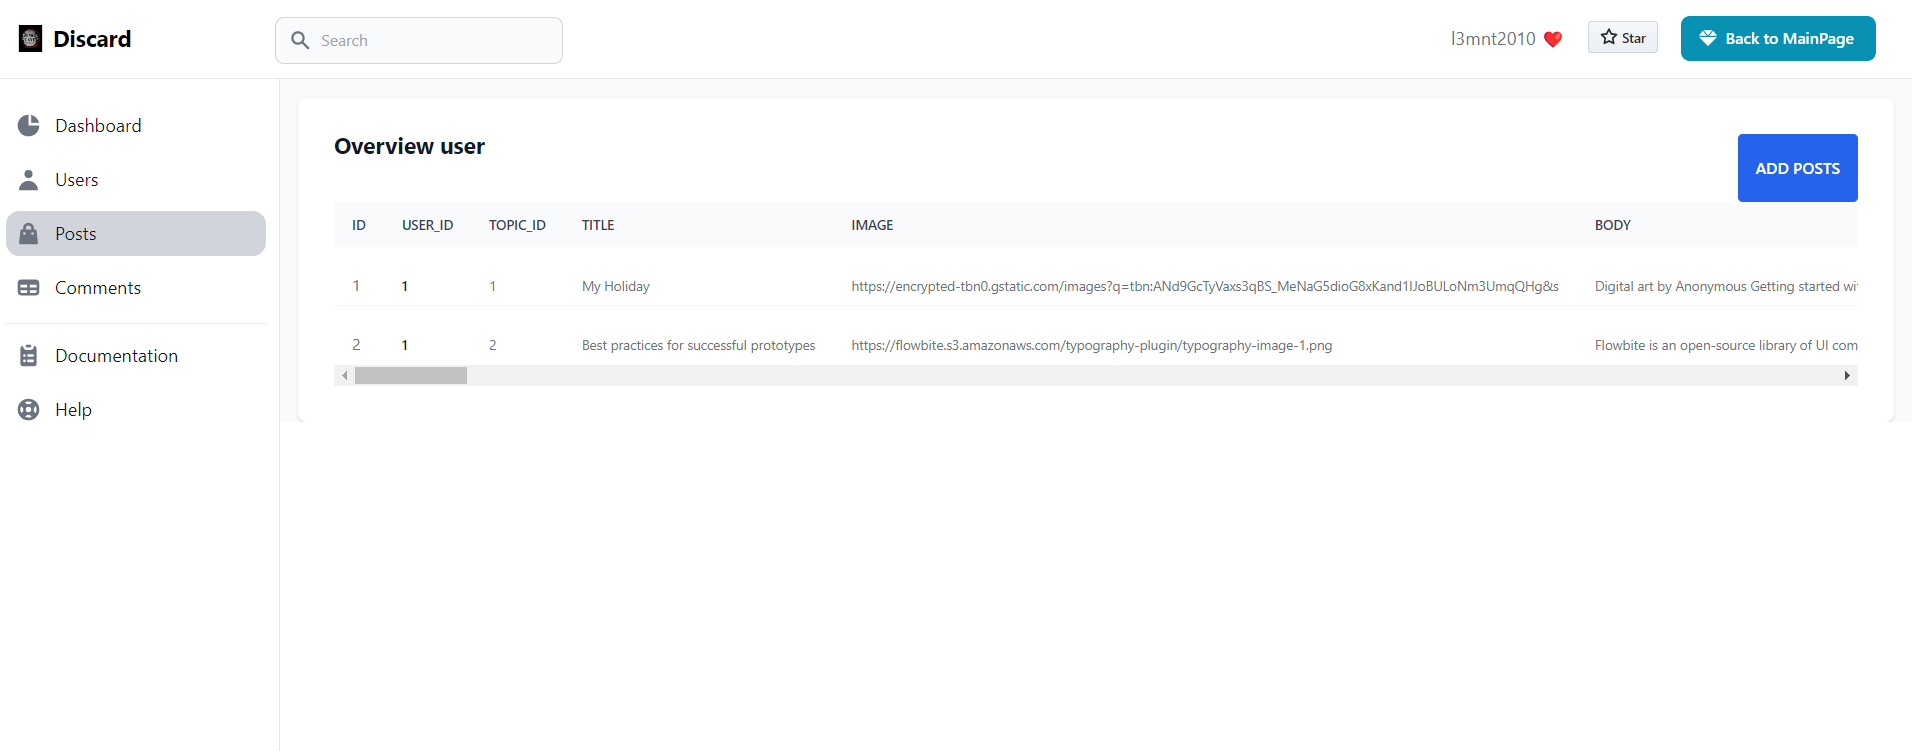 Discard
Search
l3mnt2010
Star
Back to MainPage
Dashboard
Users
Posts
Comments
Documentation
Help
Overview user
ADD POSTS
ID USER_ID TOPIC_ID TITLE IMAGE BODY
1 1 1 My Holiday https://encrypted-tbn0.gstatic.com/images?q=tbn:ANd9GcTyVaxs3qBS_MeNaG5dioG8xKand1IJoBULoNm3UmqQHg&s Digital art by Anonymous Getting started wi
2 1 2 Best practices for successful prototypes https://flowbite.s3.amazonaws.com/typography-plugin/typography-image-1.png Flowbite is an open-source library of UI com